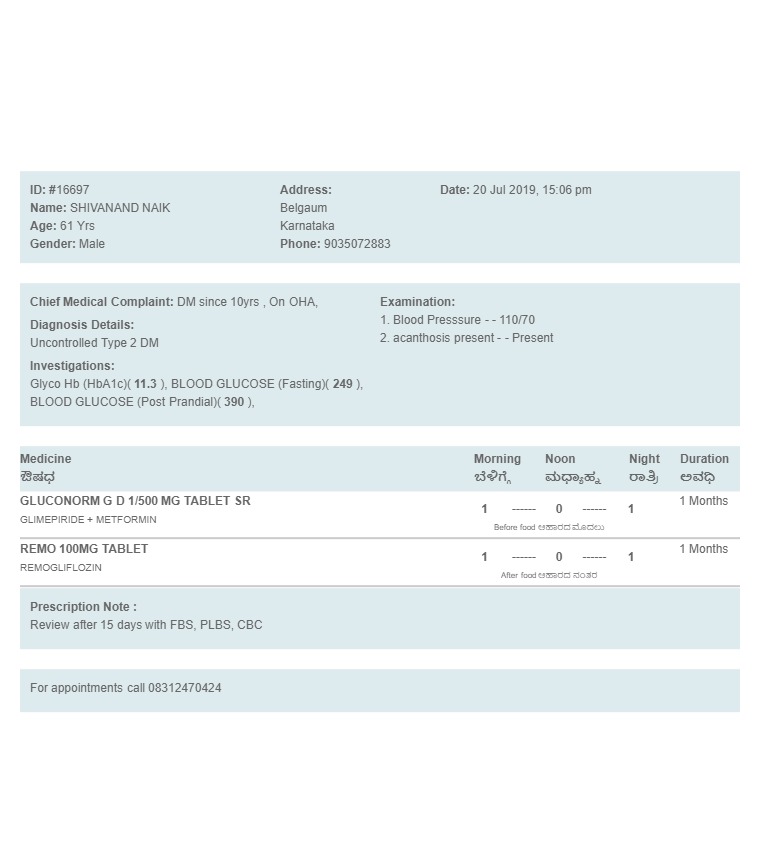 ID: #16697
Name: SHIVANAND NAIK
Age: 61 Yrs
Gender: Male
Address:
Belgaum
Karnataka
Phone: 9035072883
Date: 20 Jul 2019, 15:06 pm
Chief Medical Complaint: DM since 10yrs , On OHA,
Diagnosis Details:
Uncontrolled Type 2 DM
Investigations:
Glyco Hb (HbA1c)( 11.3 ), BLOOD GLUCOSE (Fasting)( 249 ),
BLOOD GLUCOSE (Post Prandial)( 390 ),
Examination:
1. Blood Presssure - - 110/70
2. acanthosis present - - Present
Medicine Morning Noon Night Duration
ಔಷಧ ಬೆಳಿಗ್ಗೆ ಮಧ್ಯಾಹ್ನ ರಾತ್ರಿ ಅವಧಿ
GLUCONORM G D 1/500 MG TABLET SR 1 ------ 0 ------ 1 1 Months
GLIMEPIRIDE + METFORMIN
Before food ಆಹಾರದ ಮೊದಲು
REMO 100MG TABLET 1 ------ 0 ------ 1 1 Months
REMOGLIFLOZIN
After food ಆಹಾರದ ನಂತರ
Prescription Note :
Review after 15 days with FBS, PLBS, CBC
For appointments call 08312470424